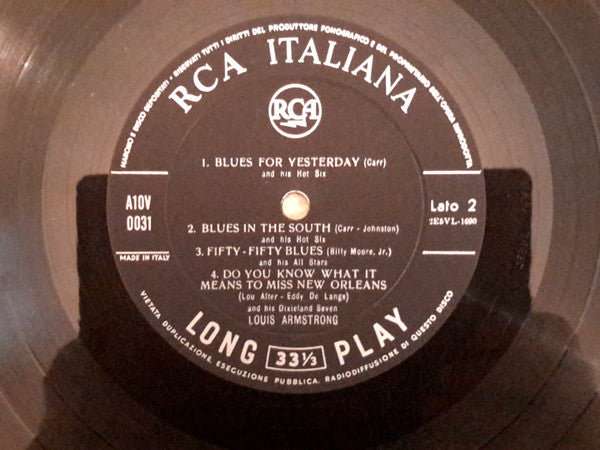 MARCHIO E DISCO DEPOSITATI • RISERVATI TUTTI I DIRITTI DEL PRODUTTORE FONOGRAFICO E DEL PROPRIETARIO DELL'OPERA RIPRODOTTA
RCA ITALIANA
RCA
1. BLUES FOR YESTERDAY (Carr)
and his Hot Six
A10V
0031
Lato 2
2E8VL-1690
2. BLUES IN THE SOUTH (Carr - Johnston)
and his Hot Six
3. FIFTY - FIFTY BLUES (Billy Moore, Jr.)
and his All Stars
MADE IN ITALY
4. DO YOU KNOW WHAT IT
MEANS TO MISS NEW ORLEANS
(Lou Alter - Eddy De Lange)
and his Dixieland Seven
LOUIS ARMSTRONG
LONG 33⅓ PLAY
VIETATA DUPLICAZIONE, ESECUZIONE PUBBLICA, RADIODIFFUSIONE DI QUESTO DISCO